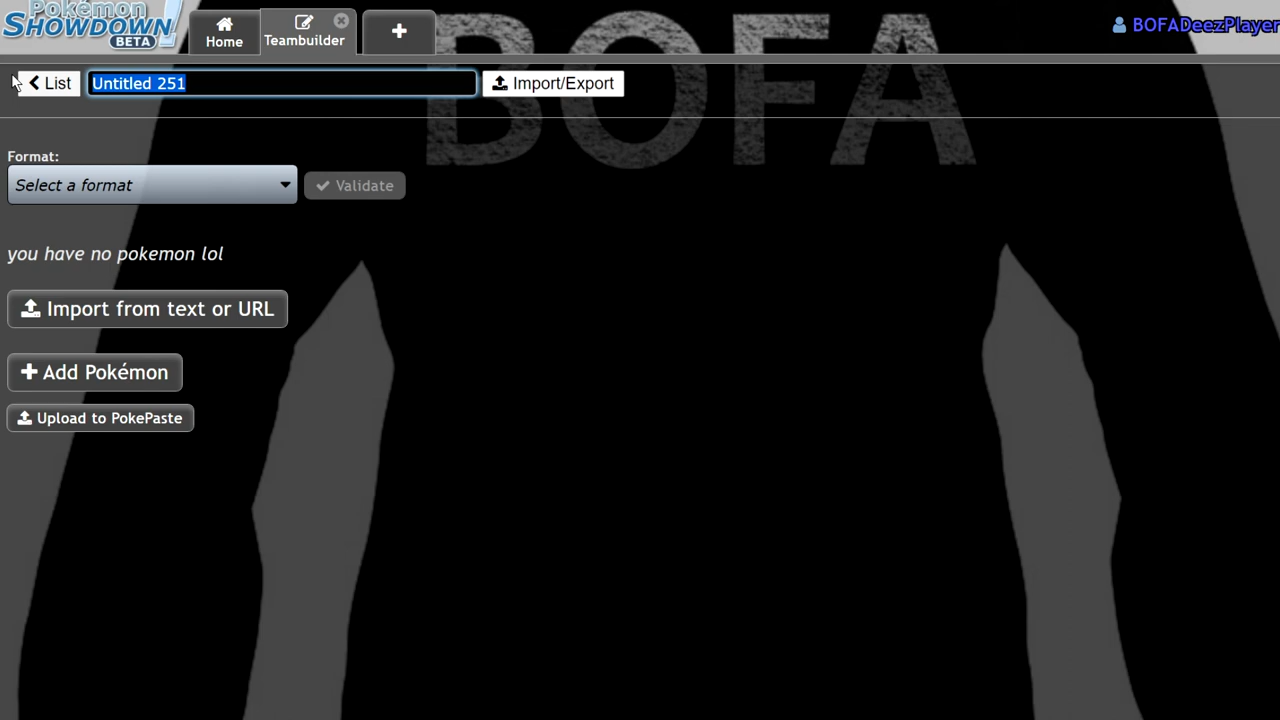 Pokémon
SHOWDOWN!
BETA
Home
Teambuilder
BOFADeezPlayer
BOFA
List
Untitled 251
Import/Export
Format:
Select a format
Validate
you have no pokemon lol
Import from text or URL
Add Pokémon
Upload to PokePaste